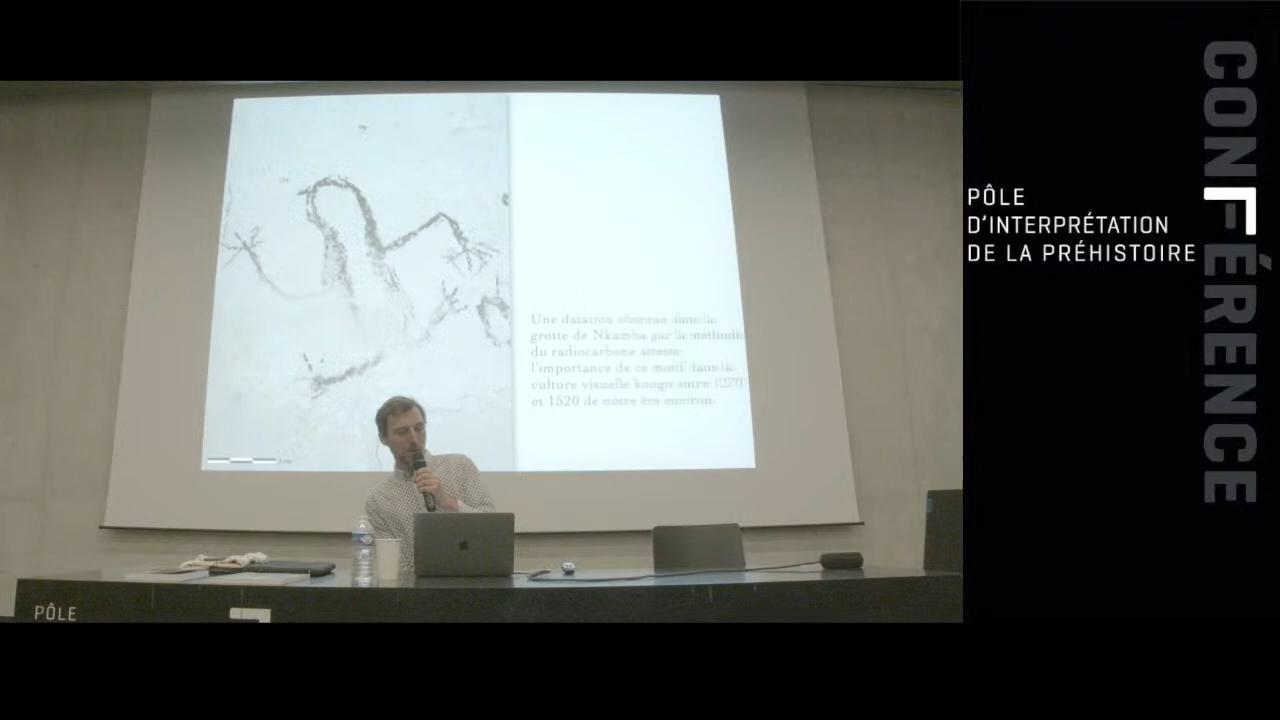 Une datation obtenue dans la
grotte de Nkamba par la méthode
du radiocarbone atteste
l'importance de ce motif dans la
culture visuelle kongo entre 1270
et 1520 de notre ère environ.
PÔLE
PÔLE
D'INTERPRÉTATION
DE LA PRÉHISTOIRE
CONFÉRENCE